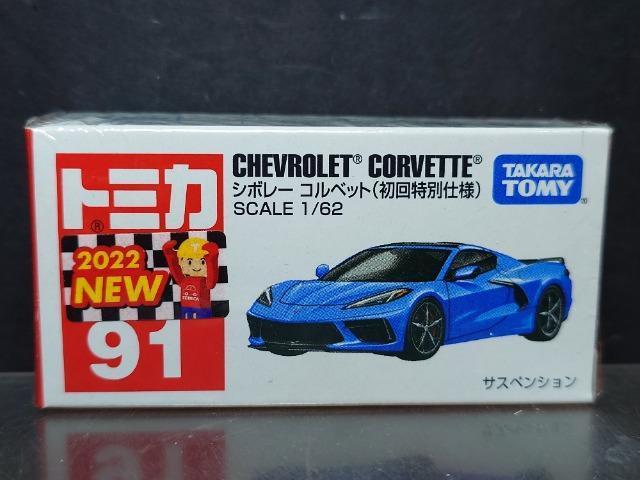 トミカ®
2022
NEW
91
CHEVROLET® CORVETTE®
シボレー コルベット(初回特別仕様)
SCALE 1/62
TAKARA
TOMY®
サスペンション